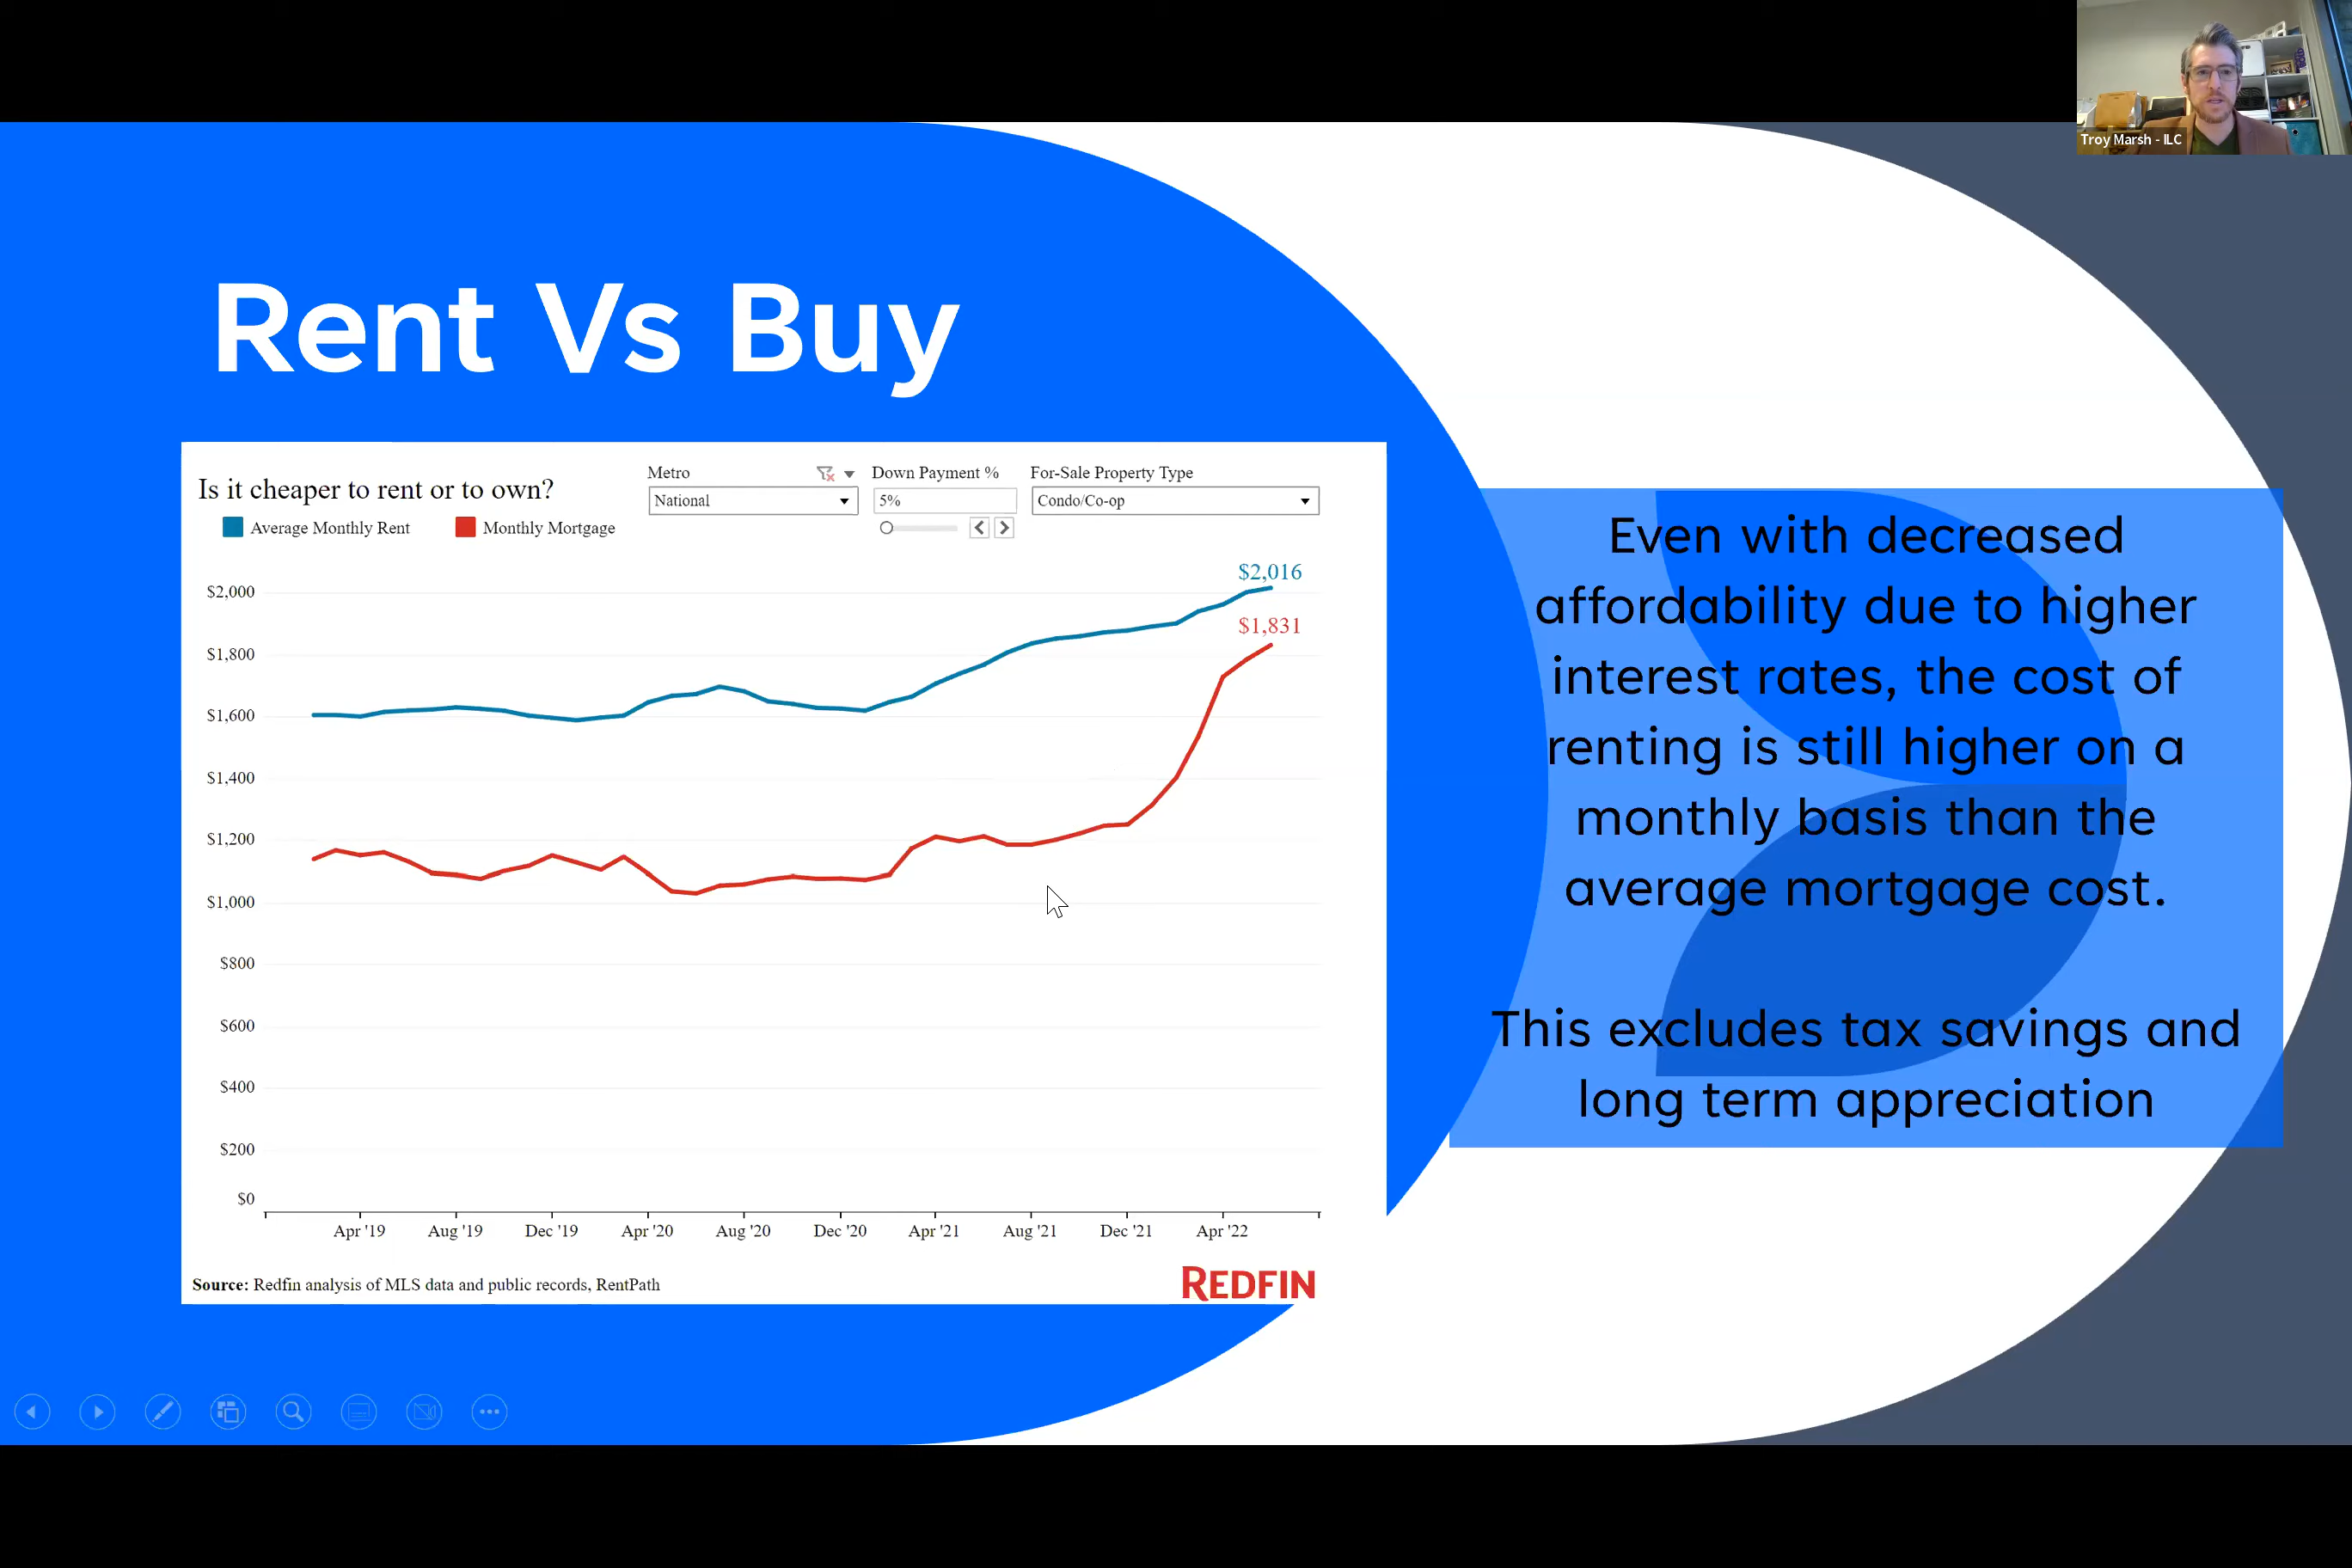 Troy Marsh - ILC
Rent Vs Buy
Is it cheaper to rent or to own?
Average Monthly Rent
Monthly Mortgage
Metro
National
Down Payment %
5%
For-Sale Property Type
Condo/Co-op
$2,016
$1,831
$2,000
$1,800
$1,600
$1,400
$1,200
$1,000
$800
$600
$400
$200
$0
Apr '19
Aug '19
Dec '19
Apr '20
Aug '20
Dec '20
Apr '21
Aug '21
Dec '21
Apr '22
Source: Redfin analysis of MLS data and public records, RentPath
REDFIN
Even with decreased
affordability due to higher
interest rates, the cost of
renting is still higher on a
monthly basis than the
average mortgage cost.
This excludes tax savings and
long term appreciation